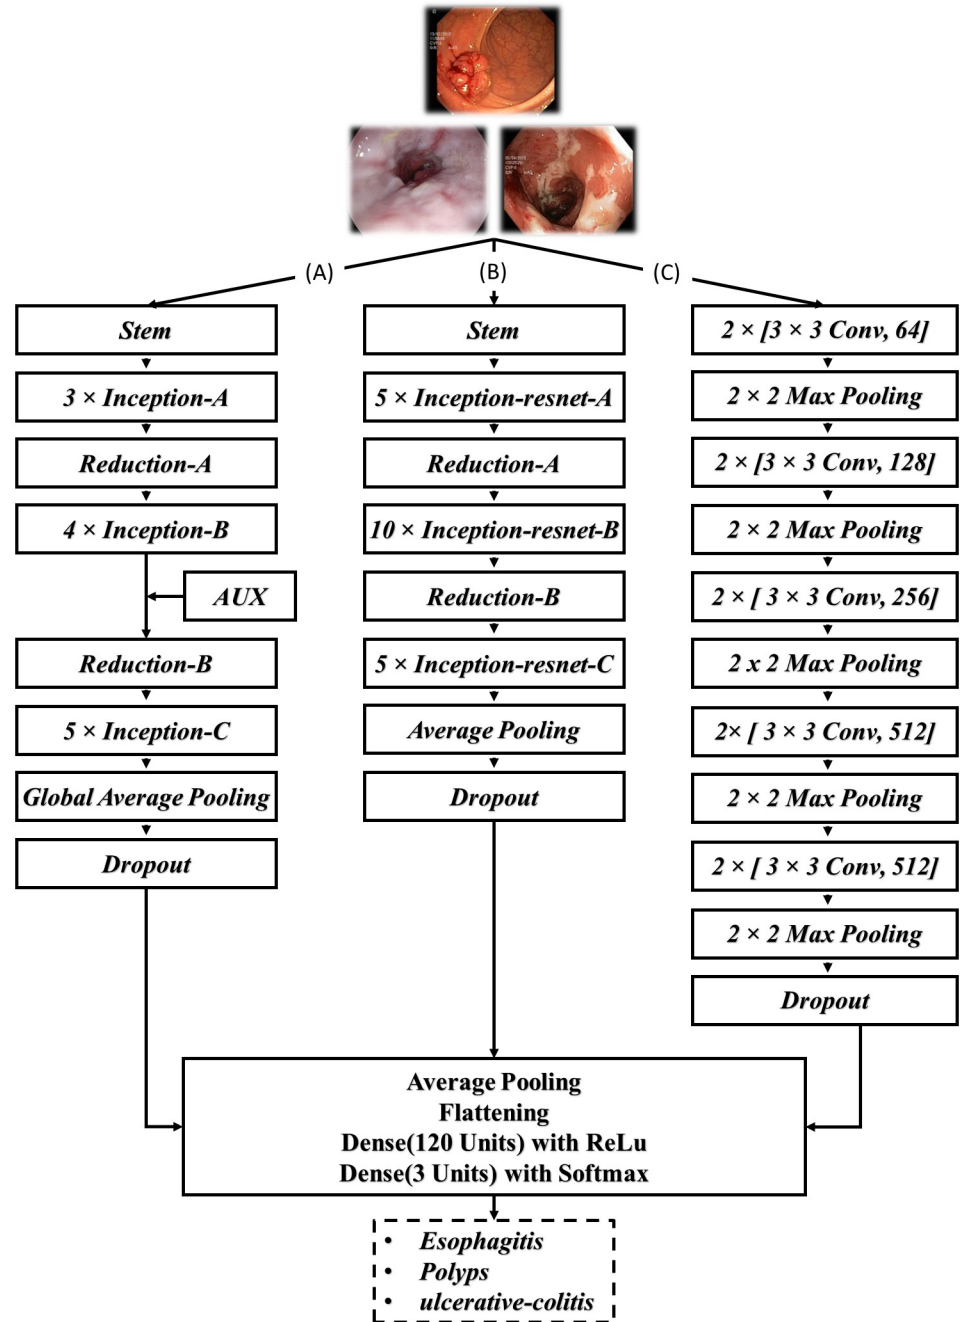 (A)
(B)
(C)
Stem
3 × Inception-A
Reduction-A
4 × Inception-B
AUX
Reduction-B
5 × Inception-C
Global Average Pooling
Dropout
Stem
5 × Inception-resnet-A
Reduction-A
10 × Inception-resnet-B
Reduction-B
5 × Inception-resnet-C
Average Pooling
Dropout
2 × [3 × 3 Conv, 64]
2 × 2 Max Pooling
2 × [3 × 3 Conv, 128]
2 × 2 Max Pooling
2 × [ 3 × 3 Conv, 256]
2 x 2 Max Pooling
2× [ 3 × 3 Conv, 512]
2 × 2 Max Pooling
2 × [ 3 × 3 Conv, 512]
2 × 2 Max Pooling
Dropout
Average Pooling
Flattening
Dense(120 Units) with ReLu
Dense(3 Units) with Softmax
• Esophagitis
• Polyps
• ulcerative-colitis